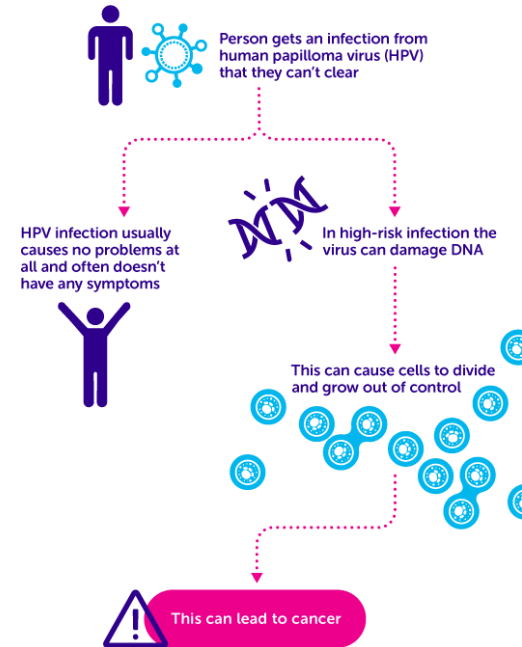 Person gets an infection from
human papilloma virus (HPV)
that they can't clear
HPV infection usually
causes no problems at
all and often doesn't
have any symptoms
In high-risk infection the
virus can damage DNA
This can cause cells to divide
and grow out of control
This can lead to cancer